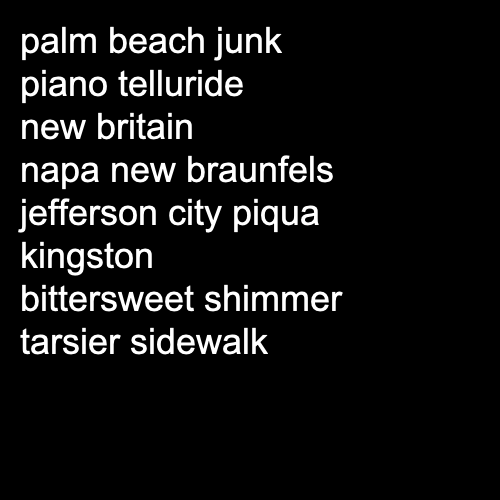 palm beach junk
piano telluride
new britain
napa new braunfels
jefferson city piqua
kingston
bittersweet shimmer
tarsier sidewalk